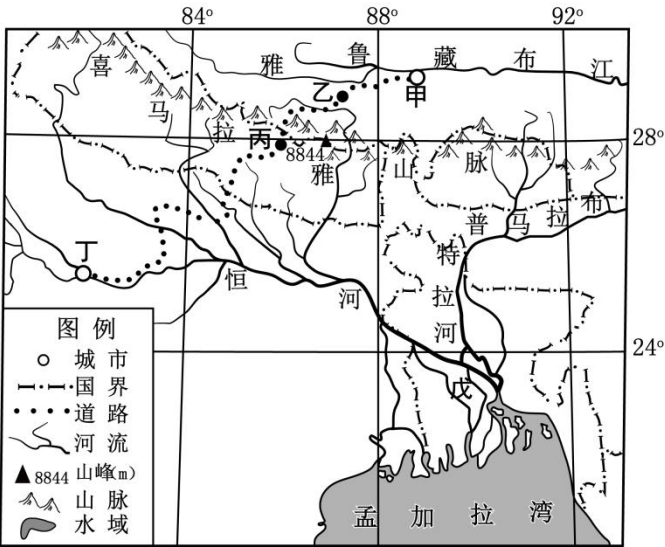 84° 88° 92°
雅 鲁 藏 布 江
喜 马 拉 雅 山 脉
乙 甲
丙
8844
28°
普 马 拉 布 特 拉 河
丁
恒 河
24°
戊
孟 加 拉 湾
图 例
城 市
国 界
道 路
河 流
8844 山峰(m)
山 脉
水 域